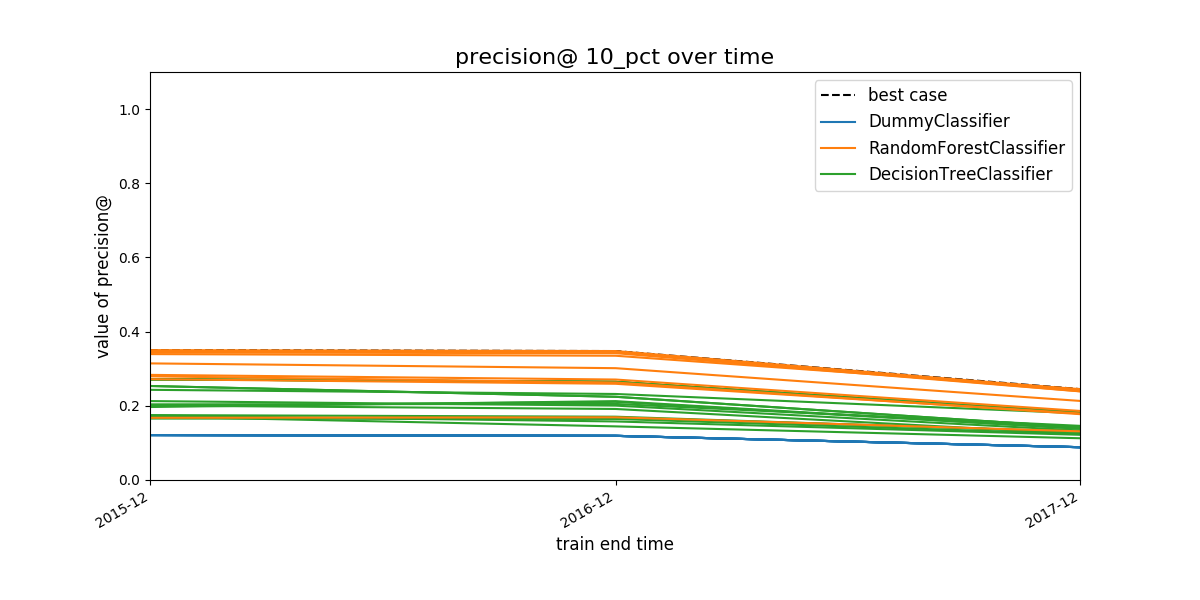 precision@ 10_pct over time
best case
DummyClassifier
RandomForestClassifier
DecisionTreeClassifier
value of precision@
1.0
0.8
0.6
0.4
0.2
0.0
2015-12
2016-12
2017-12
train end time